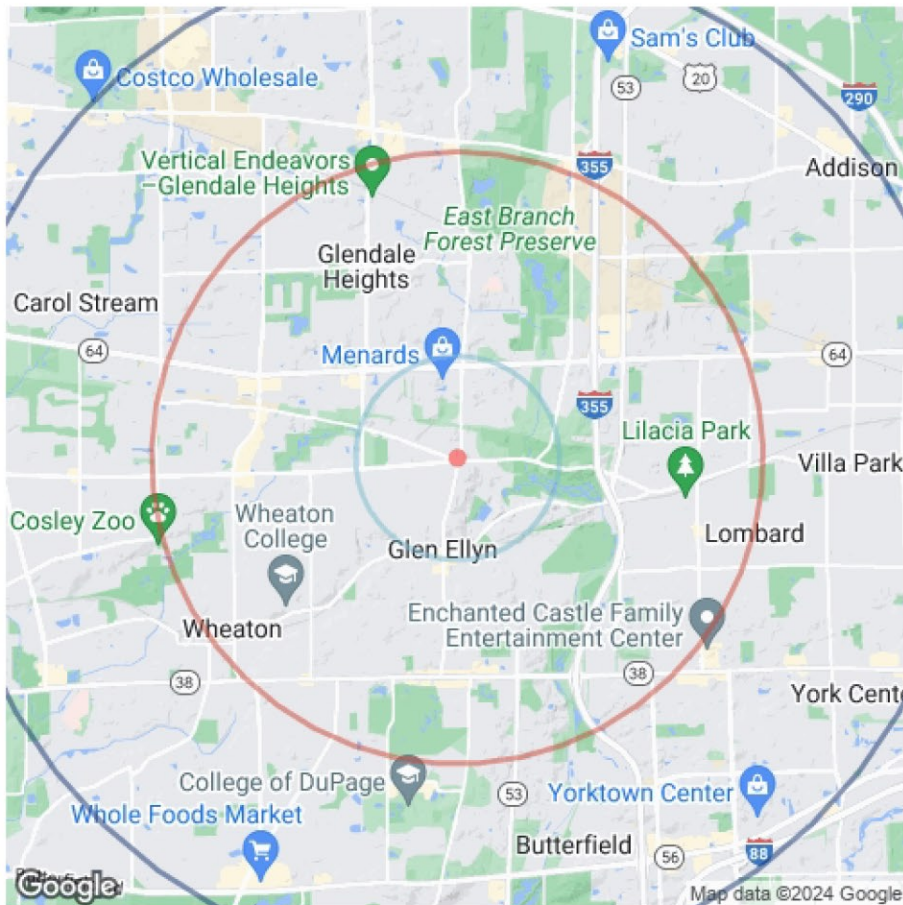 Sam's Club
Costco Wholesale
53
20
290
Vertical Endeavors
–Glendale Heights
355
Addison
East Branch
Forest Preserve
Glendale
Heights
Carol Stream
64
Menards
64
355
Lilacia Park
Villa Park
Cosley Zoo
Wheaton
College
Glen Ellyn
Lombard
Enchanted Castle Family
Entertainment Center
Wheaton
38
38
York Cente
College of DuPage
53
Yorktown Center
Whole Foods Market
Butterfield
56
88
Google
Map data ©2024 Google